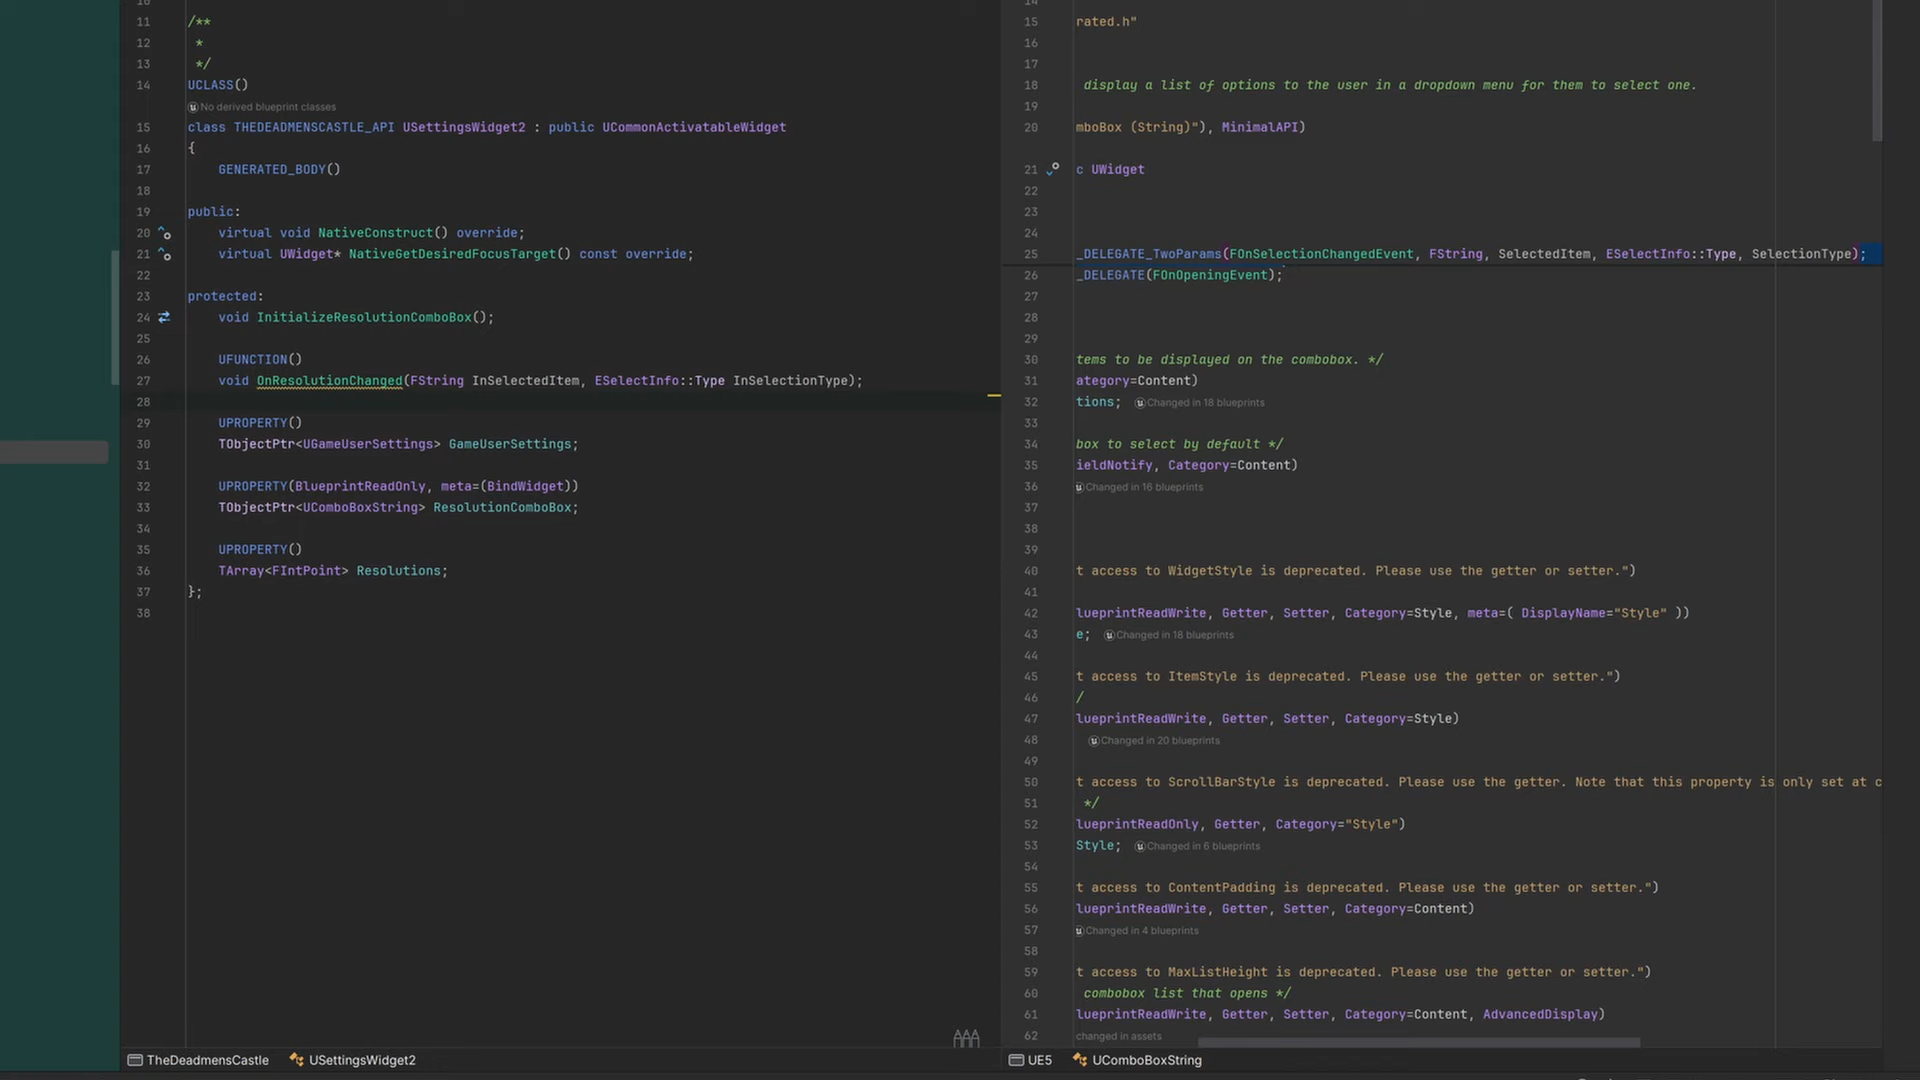 11 /**
12 *
13 */
14 UCLASS()
No derived blueprint classes
15 class THEDEADMENSCASTLE_API USettingsWidget2 : public UCommonActivatableWidget
16 {
17 GENERATED_BODY()
18
19 public:
20 virtual void NativeConstruct() override;
21 virtual UWidget* NativeGetDesiredFocusTarget() const override;
22
23 protected:
24 void InitializeResolutionComboBox();
25
26 UFUNCTION()
27 void OnResolutionChanged(FString InSelectedItem, ESelectInfo::Type InSelectionType);
28
29 UPROPERTY()
30 TObjectPtr<UGameUserSettings> GameUserSettings;
31
32 UPROPERTY(BlueprintReadOnly, meta=(BindWidget))
33 TObjectPtr<UComboBoxString> ResolutionComboBox;
34
35 UPROPERTY()
36 TArray<FIntPoint> Resolutions;
37 };
38
TheDeadmensCastle USettingsWidget2
15 rated.h"
16
17
18 display a list of options to the user in a dropdown menu for them to select one.
19
20 mboBox (String)"), MinimalAPI)
21 c UWidget
22
23
24
25 _DELEGATE_TwoParams(FOnSelectionChangedEvent, FString, SelectedItem, ESelectInfo::Type, SelectionType);
26 _DELEGATE(FOnOpeningEvent);
27
28
29
30 tems to be displayed on the combobox. */
31 ategory=Content)
32 tions; Changed in 18 blueprints
33
34 box to select by default */
35 ieldNotify, Category=Content)
36 Changed in 16 blueprints
37
38
39
40 t access to WidgetStyle is deprecated. Please use the getter or setter.")
41
42 lueprintReadWrite, Getter, Setter, Category=Style, meta=( DisplayName="Style" ))
43 e; Changed in 18 blueprints
44
45 t access to ItemStyle is deprecated. Please use the getter or setter.")
46 /
47 lueprintReadWrite, Getter, Setter, Category=Style)
48 Changed in 20 blueprints
49
50 t access to ScrollBarStyle is deprecated. Please use the getter. Note that this property is only set at c
51 */
52 lueprintReadOnly, Getter, Category="Style")
53 Style; Changed in 6 blueprints
54
55 t access to ContentPadding is deprecated. Please use the getter or setter.")
56 lueprintReadWrite, Getter, Setter, Category=Content)
57 Changed in 4 blueprints
58
59 t access to MaxListHeight is deprecated. Please use the getter or setter.")
60 combobox list that opens */
61 lueprintReadWrite, Getter, Setter, Category=Content, AdvancedDisplay)
62 changed in assets
UE5 UComboBoxString